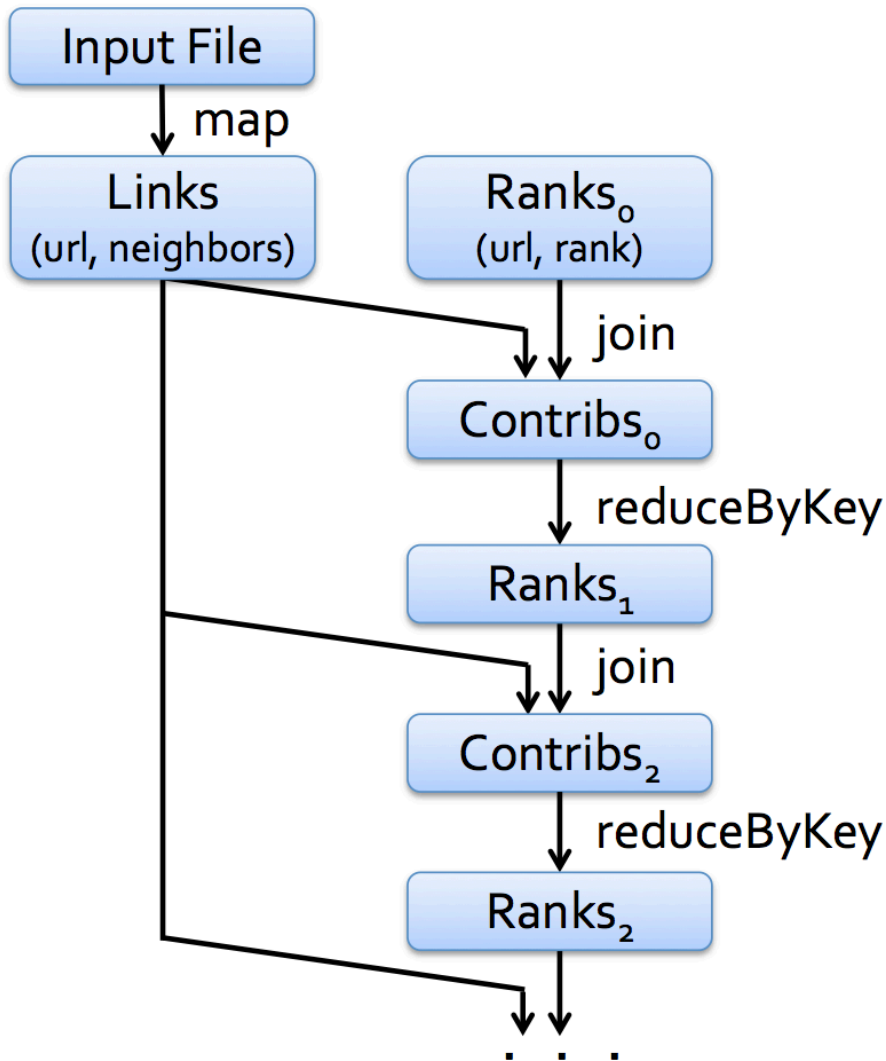 Input File
map
Links
(url, neighbors)
Ranks₀
(url, rank)
join
Contribs₀
reduceByKey
Ranks₁
join
Contribs₂
reduceByKey
Ranks₂